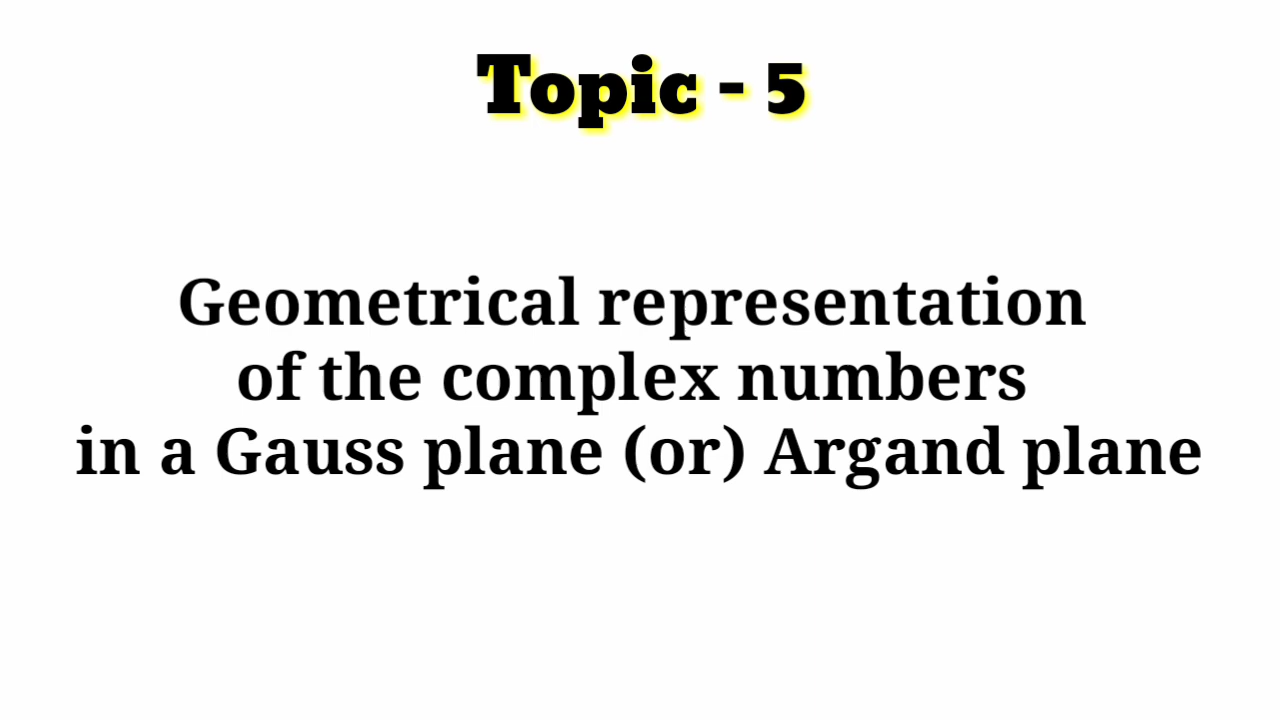 Topic - 5
Geometrical representation
of the complex numbers
in a Gauss plane (or) Argand plane